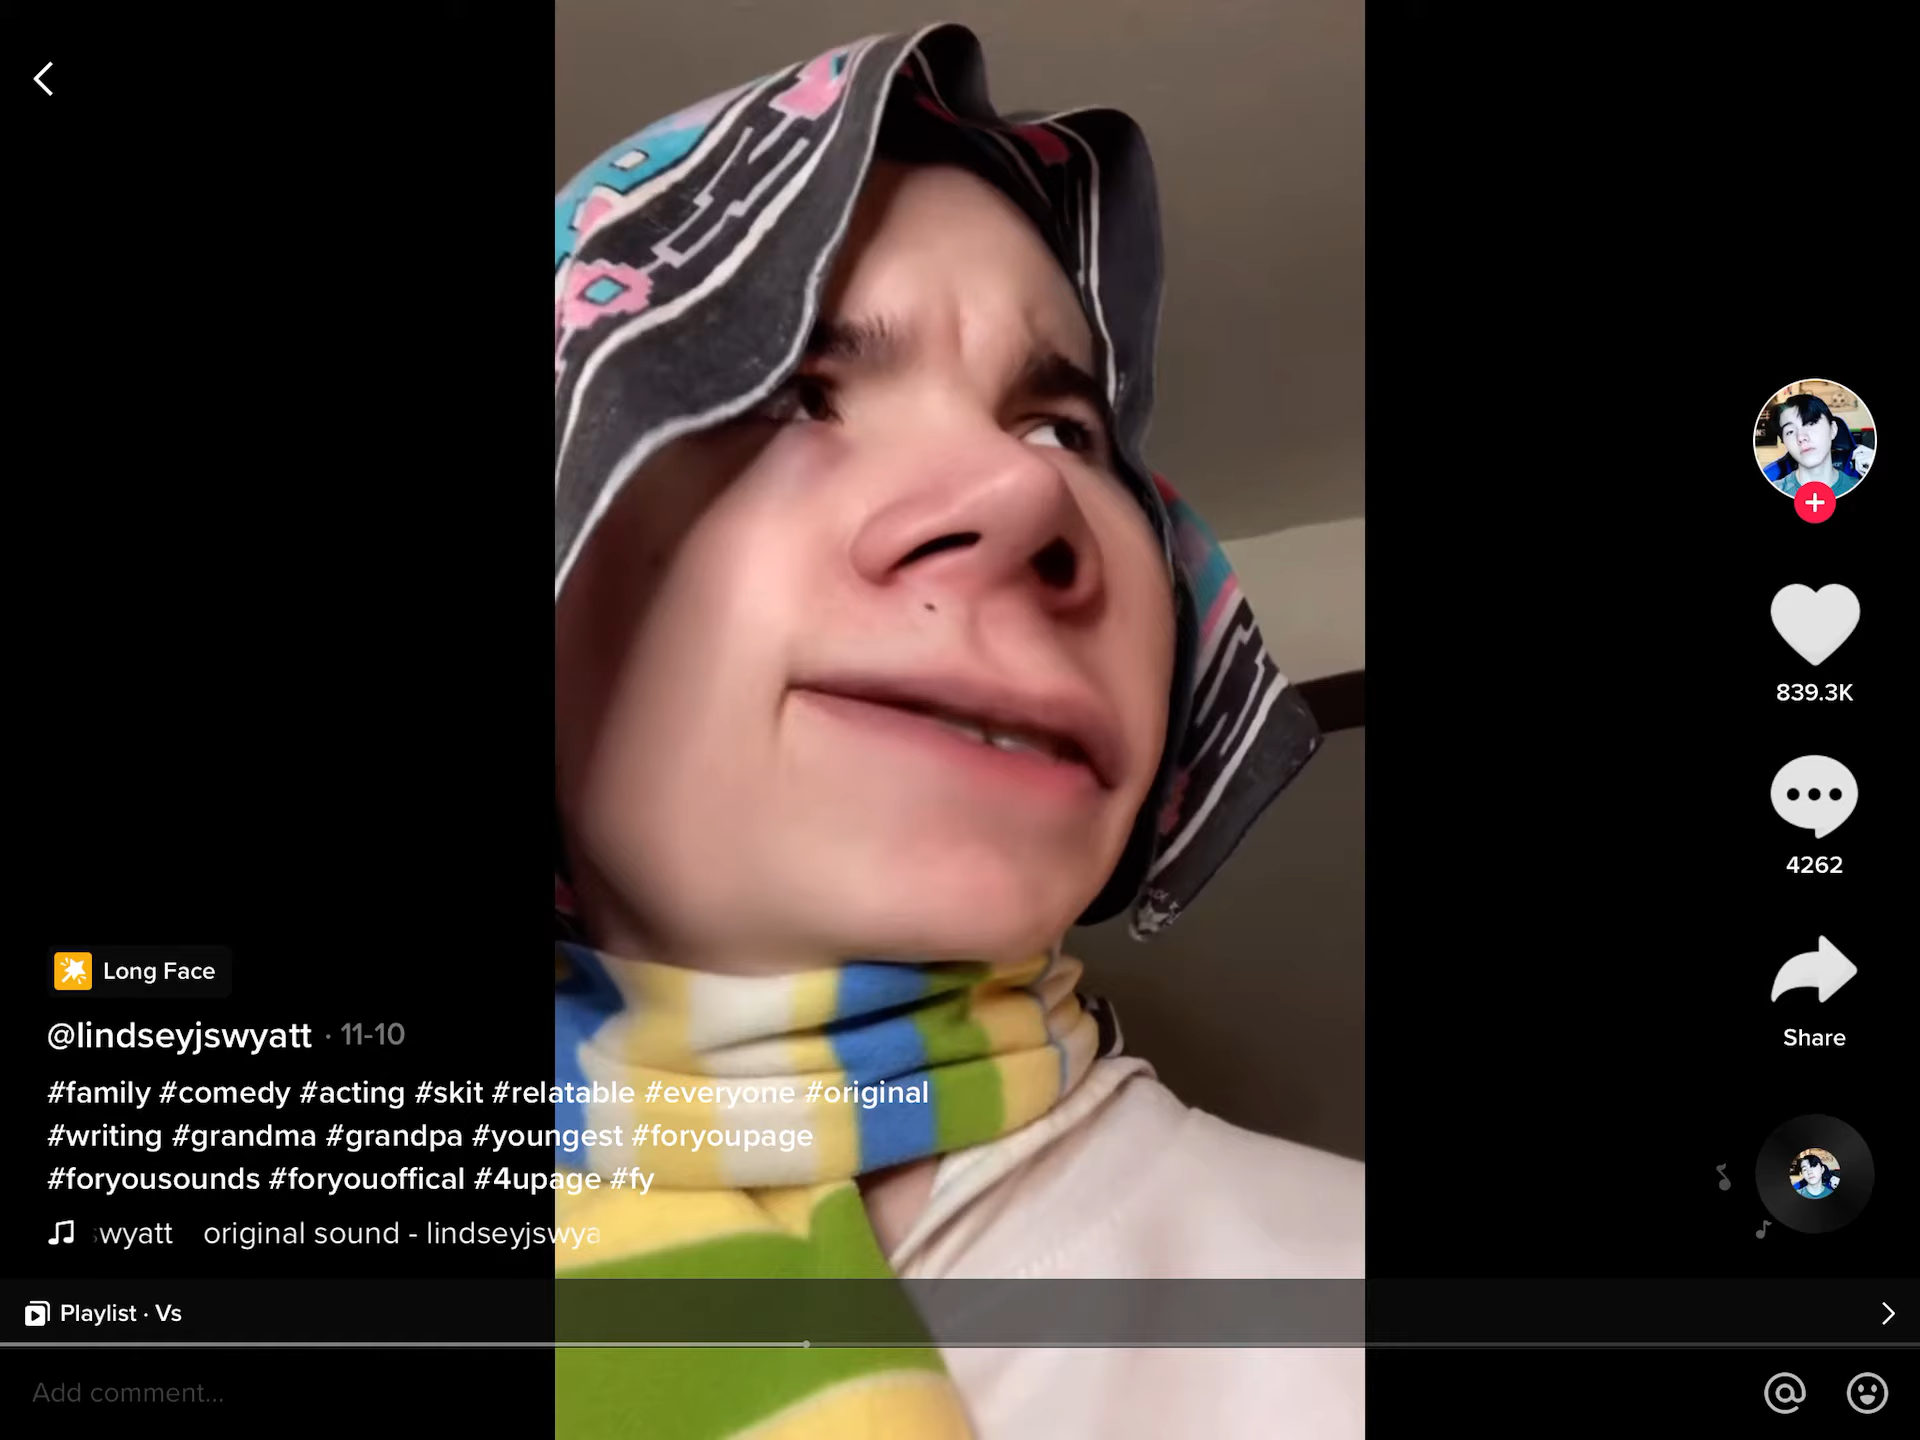 839.3K
4262
Share
Long Face
@lindseyjswyatt · 11-10
#family #comedy #acting #skit #relatable #everyone #original
#writing #grandma #grandpa #youngest #foryoupage
#foryousounds #foryouoffical #4upage #fy
swyatt original sound - lindseyjswya
Playlist · Vs
Add comment...